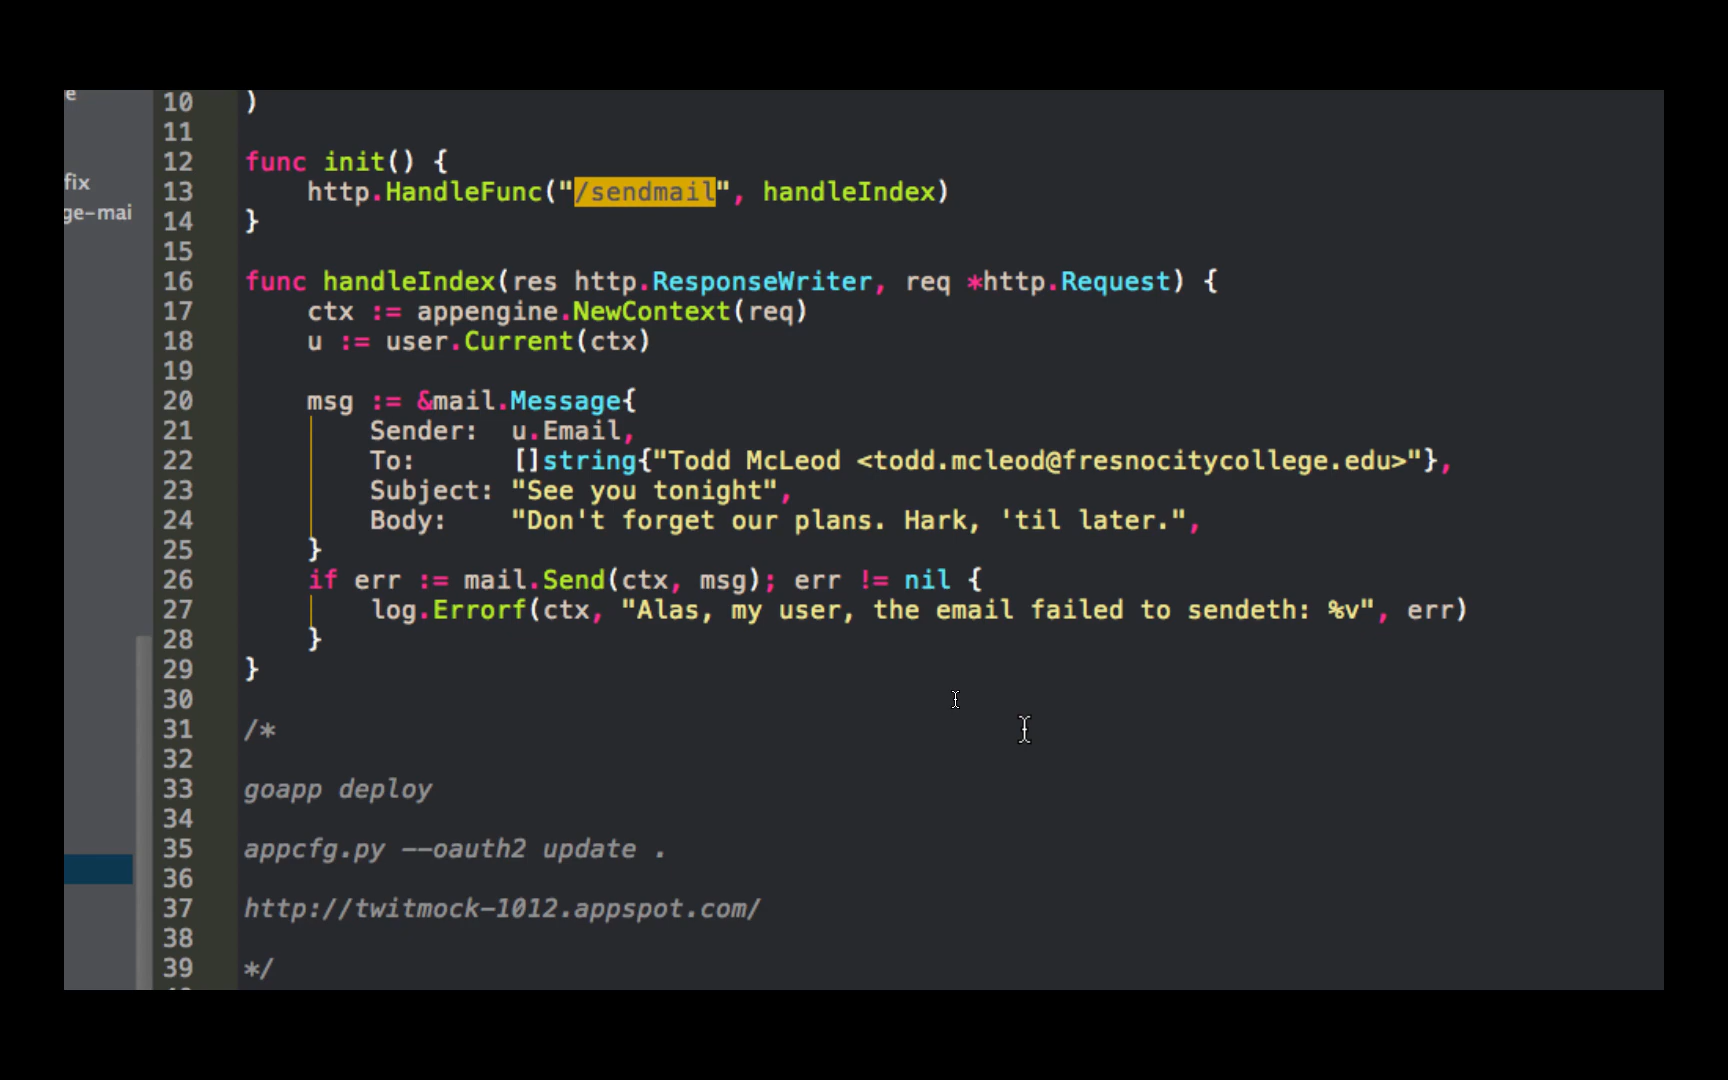 e
fix
ge-mai
10 )
11
12 func init() {
13     http.HandleFunc("/sendmail", handleIndex)
14 }
15
16 func handleIndex(res http.ResponseWriter, req *http.Request) {
17     ctx := appengine.NewContext(req)
18     u := user.Current(ctx)
19
20     msg := &mail.Message{
21         Sender:  u.Email,
22         To:      []string{"Todd McLeod <todd.mcleod@fresnocitycollege.edu>"},
23         Subject: "See you tonight",
24         Body:    "Don't forget our plans. Hark, 'til later.",
25     }
26     if err := mail.Send(ctx, msg); err != nil {
27         log.Errorf(ctx, "Alas, my user, the email failed to sendeth: %v", err)
28     }
29 }
30
31 /*
32
33 goapp deploy
34
35 appcfg.py --oauth2 update .
36
37 http://twitmock-1012.appspot.com/
38
39 */